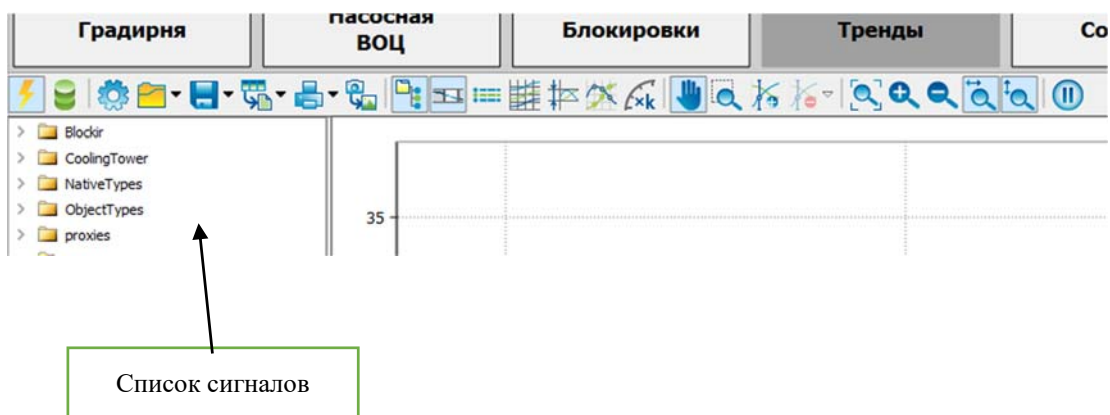 Градирня
Насосная
ВОЦ
Блокировки
Тренды
Со
Blockir
CoolingTower
NativeTypes
ObjectTypes
proxies
35
Список сигналов